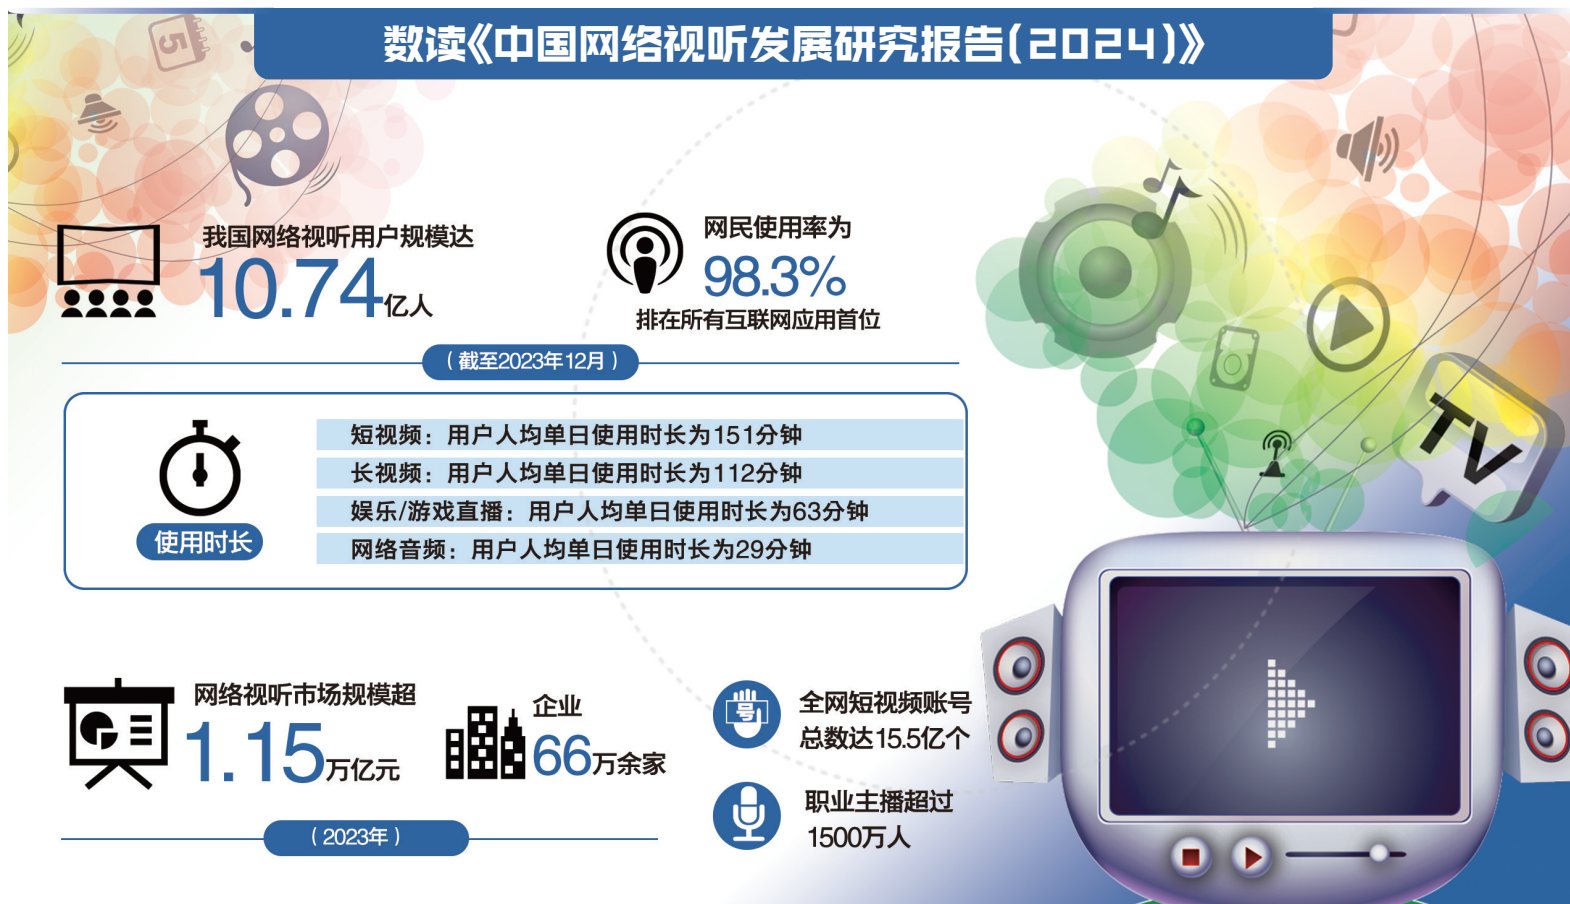 数读《中国网络视听发展研究报告（2024）》
5
我国网络视听用户规模达
10.74亿人
网民使用率为
98.3%
排在所有互联网应用首位
（截至2023年12月）
使用时长
短视频：用户人均单日使用时长为151分钟
长视频：用户人均单日使用时长为112分钟
娱乐/游戏直播：用户人均单日使用时长为63分钟
网络音频：用户人均单日使用时长为29分钟
TV
网络视听市场规模超
1.15万亿元
企业
66万余家
（2023年）
号
全网短视频账号
总数达15.5亿个
职业主播超过
1500万人